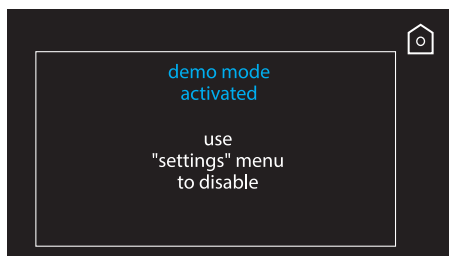 demo mode
activated
use
"settings" menu
to disable